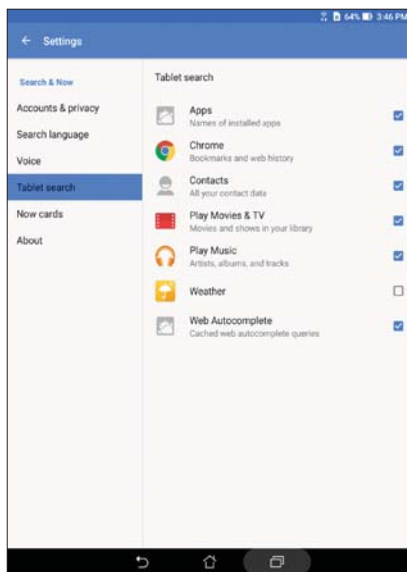 64% 3:46 PM
Settings
Search & Now
Accounts & privacy
Search language
Voice
Tablet search
Now cards
About
Tablet search
Apps
Names of installed apps
Chrome
Bookmarks and web history
Contacts
All your contact data
Play Movies & TV
Movies and shows in your library
Play Music
Artists, albums, and tracks
Weather
Web Autocomplete
Cached web autocomplete queries